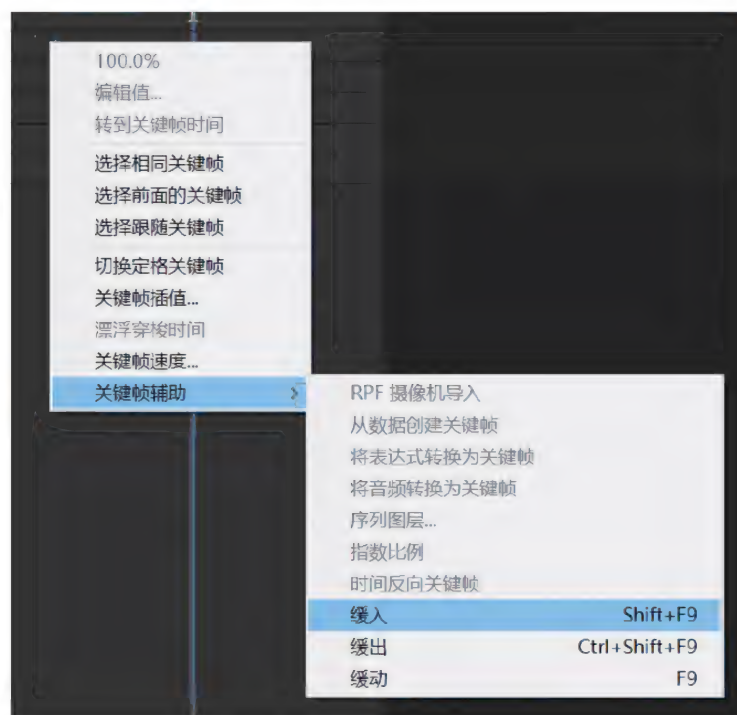 100.0%
编辑值...
转到关键帧时间
选择相同关键帧
选择前面的关键帧
选择跟随关键帧
切换定格关键帧
关键帧插值...
漂浮穿梭时间
关键帧速度...
关键帧辅助 >
RPF 摄像机导入
从数据创建关键帧
将表达式转换为关键帧
将音频转换为关键帧
序列图层...
指数比例
时间反向关键帧
缓入 Shift+F9
缓出 Ctrl+Shift+F9
缓动 F9